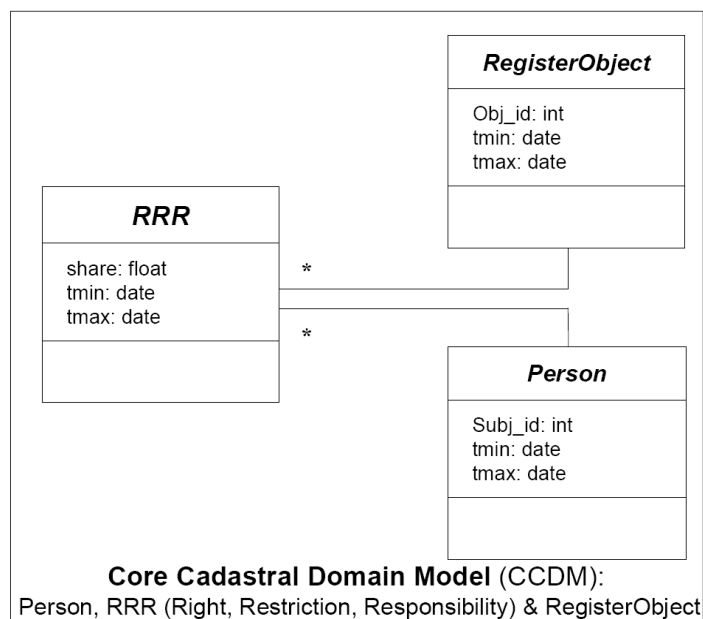 RegisterObject
Obj_id: int
tmin: date
tmax: date
RRR
share: float
tmin: date
tmax: date
*
*
Person
Subj_id: int
tmin: date
tmax: date
Core Cadastral Domain Model (CCDM):
Person, RRR (Right, Restriction, Responsibility) & RegisterObject